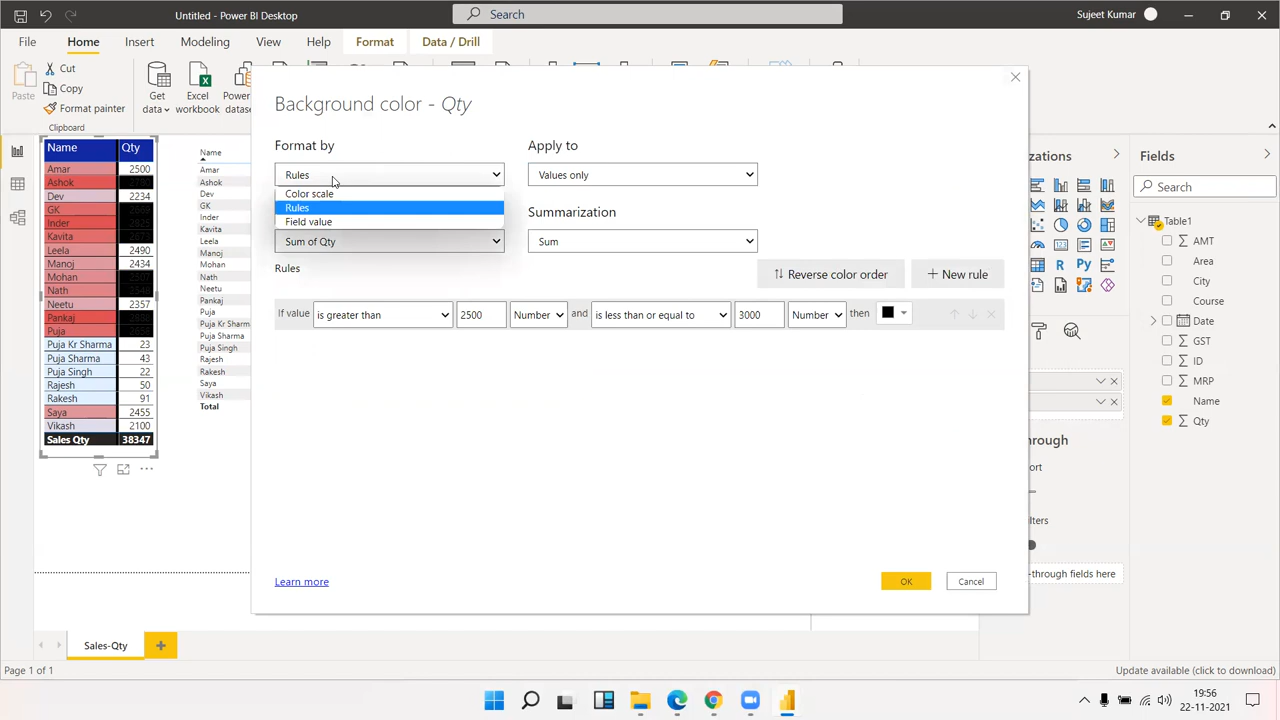 Untitled - Power BI Desktop
Search
Sujeet Kumar
File
Home
Insert
Modeling
View
Help
Format
Data / Drill
Paste
Cut
Copy
Format painter
Clipboard
Get
data
Excel
workbook
Power
datase
Name Qty
Amar 2500
Ashok
Dev 2234
GK
Inder
Kavita
Leela 2490
Manoj 2434
Mohan
Nath
Neetu 2357
Pankaj
Puja
Puja Kr Sharma 23
Puja Sharma 43
Puja Singh 22
Rajesh 50
Rakesh 91
Saya 2455
Vikash 2100
Sales Qty 38347
Name
Amar
Ashok
Dev
GK
Inder
Kavita
Leela
Manoj
Mohan
Nath
Neetu
Pankaj
Puja
Puja Kr Sharma
Puja Sharma
Puja Singh
Rajesh
Rakesh
Saya
Vikash
Total
Background color - Qty
Format by
Rules
Color scale
Rules
Field value
Sum of Qty
Apply to
Values only
Summarization
Sum
Rules
Reverse color order
New rule
If value is greater than 2500 Number and is less than or equal to 3000 Number then
Learn more
OK
Cancel
zations
Fields
Search
Table1
AMT
Area
City
Course
Date
GST
ID
MRP
Name
Qty
hrough
ort
ilters
-through fields here
Sales-Qty
Page 1 of 1
Update available (click to download)
19:56
22-11-2021